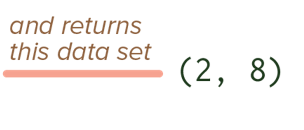 and returns
this data set
(2, 8)